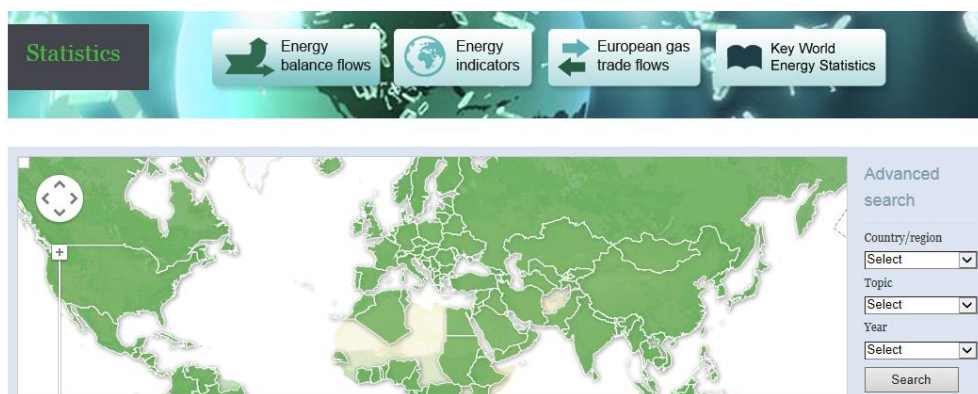 Statistics
Energy
balance flows
Energy
indicators
European gas
trade flows
Key World
Energy Statistics
Advanced
search
Country/region
Select
Topic
Select
Year
Select
Search
+